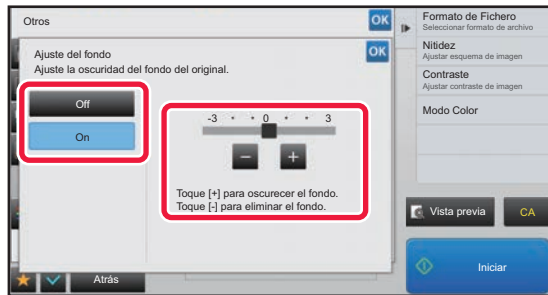 Otros
OK
Ajuste del fondo
Ajuste la oscuridad del fondo del original.
OK
Off
On
-3 0 3
- +
Toque [+] para oscurecer el fondo.
Toque [-] para eliminar el fondo.
Atrás
Formato de Fichero
Seleccionar formato de archivo
Nitidez
Ajustar esquema de imagen
Contraste
Ajustar contraste de imagen
Modo Color
Vista previa
CA
Iniciar